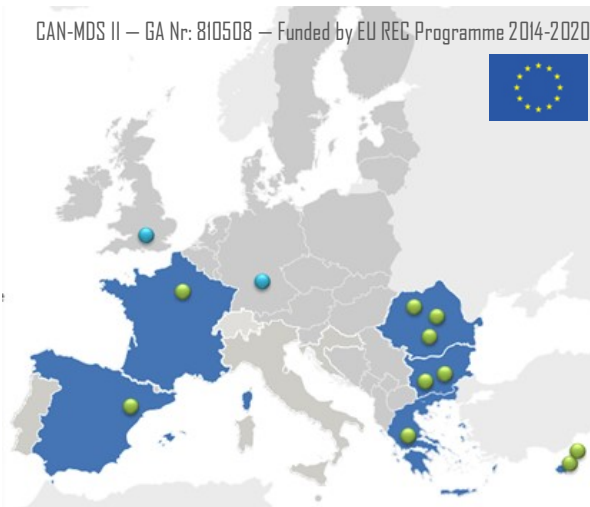 CAN-MDS II – GA Nr: 810508 – Funded by EU REC Programme 2014-2020
e